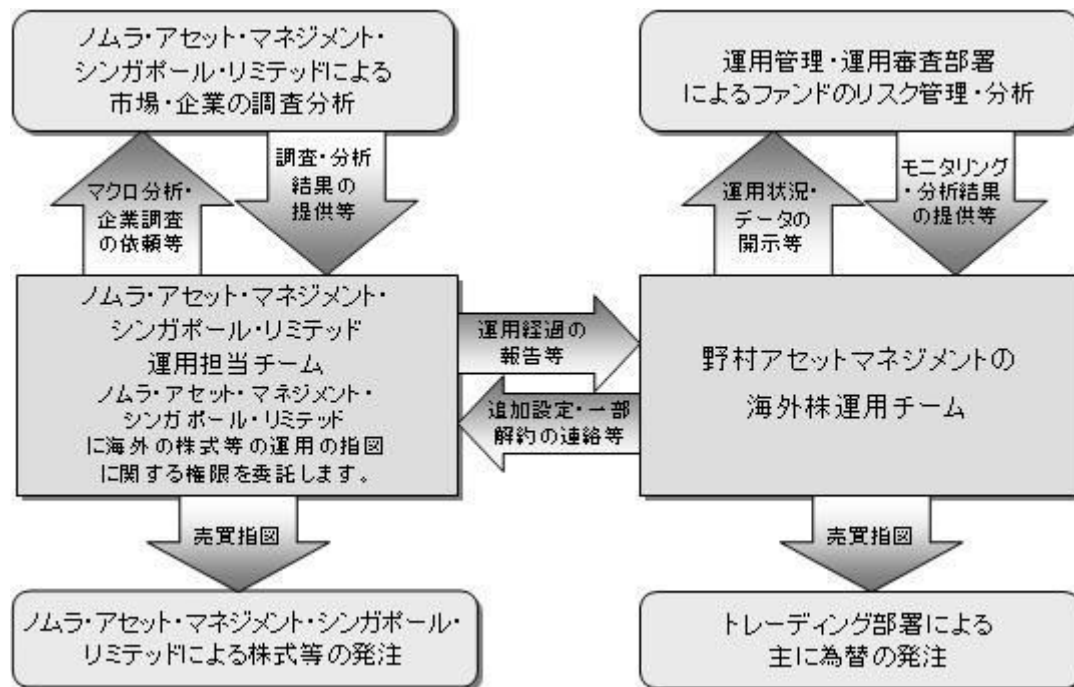 ノムラ・アセット・マネジメント・
シンガポール・リミテッドによる
市場・企業の調査分析
運用管理・運用審査部署
によるファンドのリスク管理・分析
マクロ分析・
企業調査
の依頼等
調査・分析
結果の
提供等
運用状況・
データの
開示等
モニタリング
・分析結果
の提供等
ノムラ・アセット・マネジメント・
シンガポール・リミテッド
運用担当チーム
ノムラ・アセット・マネジメント・
シンガポール・リミテッド
に海外の株式等の運用の指図
に関する権限を委託します。
運用経過の
報告等
追加設定・一部
解約の連絡等
野村アセットマネジメントの
海外株運用チーム
売買指図
売買指図
ノムラ・アセット・マネジメント・シンガポール・
リミテッドによる株式等の発注
トレーディング部署による
主に為替の発注